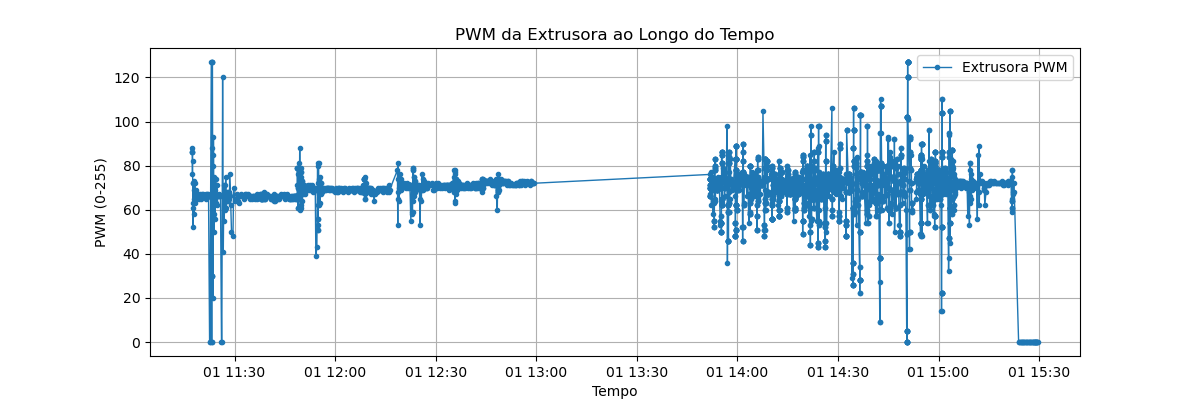 PWM da Extrusora ao Longo do Tempo
Extrusora PWM
PWM (0-255)
120
100
80
60
40
20
0
01 11:30 01 12:00 01 12:30 01 13:00 01 13:30 01 14:00 01 14:30 01 15:00 01 15:30
Tempo